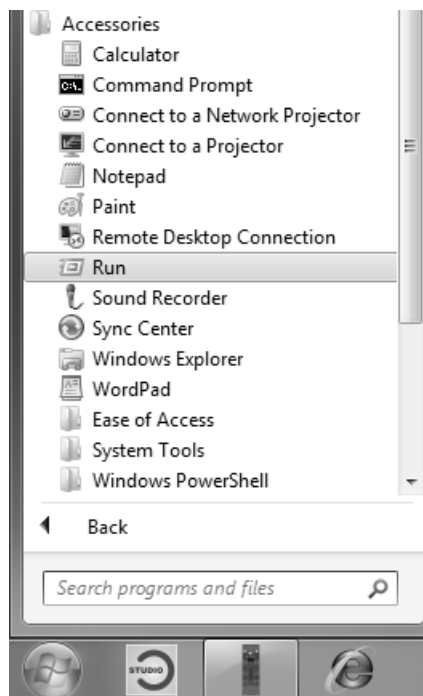 Accessories
Calculator
C:\.
Command Prompt
Connect to a Network Projector
Connect to a Projector
Notepad
Paint
Remote Desktop Connection
Run
Sound Recorder
Sync Center
Windows Explorer
WordPad
Ease of Access
System Tools
Windows PowerShell
Back
Search programs and files
STUDIO